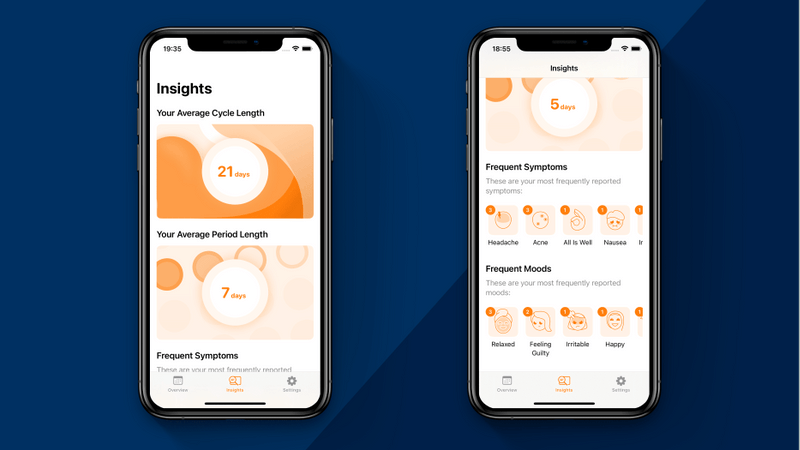 19:35
Insights
Your Average Cycle Length
21 days
Your Average Period Length
7 days
Frequent Symptoms
These are your most frequently reported
Overview
Insights
Settings
18:55
Insights
5 days
Frequent Symptoms
These are your most frequently reported
symptoms:
3
3
1
1
Headache
Acne
All Is Well
Nausea
Frequent Moods
These are your most frequently reported
moods:
3
2
1
1
Relaxed
Feeling
Guilty
Irritable
Happy
Overview
Insights
Settings